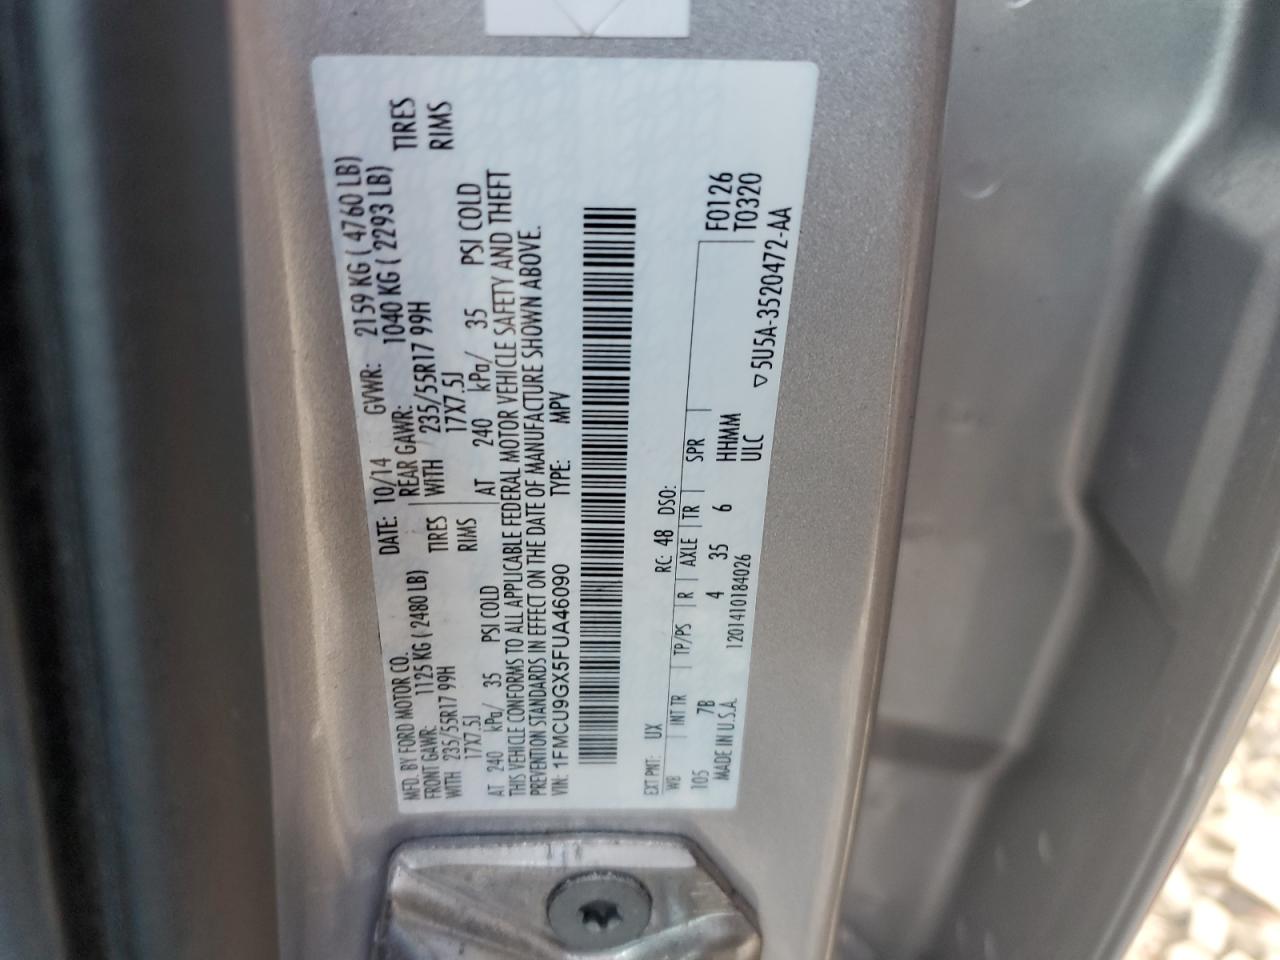 MFD. BY FORD MOTOR CO. DATE: 10/14 GVWR: 2159 KG ( 4760 LB)
FRONT GAWR: 1125 KG ( 2480 LB) REAR GAWR: 1040 KG ( 2293 LB)
WITH 235/55R17 99H TIRES WITH 235/55R17 99H TIRES
17X7.5J RIMS 17X7.5J RIMS
AT 240 kPa/ 35 PSI COLD AT 240 kPa/ 35 PSI COLD
THIS VEHICLE CONFORMS TO ALL APPLICABLE FEDERAL MOTOR VEHICLE SAFETY AND THEFT
PREVENTION STANDARDS IN EFFECT ON THE DATE OF MANUFACTURE SHOWN ABOVE.
VIN: 1FMCU9GX5FUA46090 TYPE: MPV
EXT PNT: UX RC: 48 DSO:
WB INT TR TP/PS R AXLE TR SPR F0126
105 7B 4 35 6 HHMM T0320
MADE IN U.S.A. 1201410184026 ULC ▽5U5A-3520472-AA